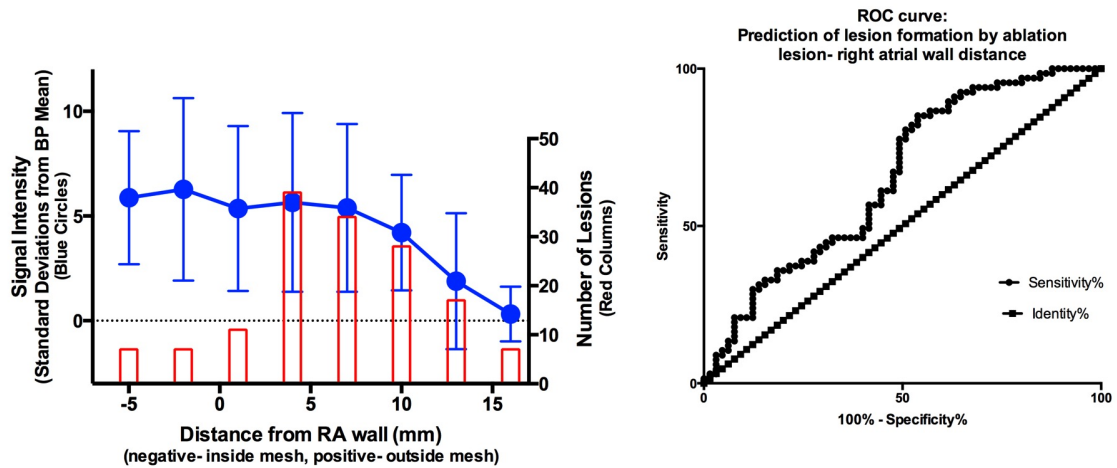 Signal Intensity
(Standard Deviations from BP Mean)
(Blue Circles)
10
5
0
50
40
30
20
10
0
Number of Lesions
(Red Columns)
-5
0
5
10
15
Distance from RA wall (mm)
(negative- inside mesh, positive- outside mesh)
ROC curve:
Prediction of lesion formation by ablation
lesion- right atrial wall distance
Sensitivity
100
50
0
Sensitivity%
Identity%
0
50
100
100% - Specificity%